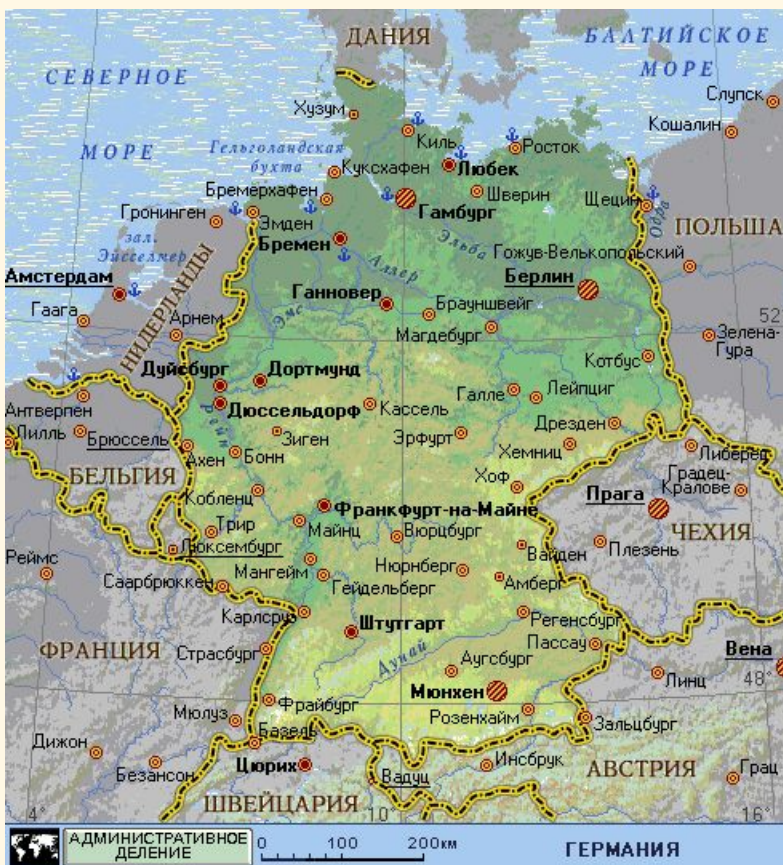 ДАНИЯ
БАЛТИЙСКОЕ
МОРЕ
СЕВЕРНОЕ
МОРЕ
Слупск
Хузум
Киль
Росток
Кошалин
Гельголандская
бухта
Куксхафен
Любек
Бремерхафен
Шверин
Щецин
Гронинген
Эмден
Гамбург
Одра
ПОЛЬША
зал.
Эйсселмер
Бремен
Аллер
Эльба
Гожув-Велькопольский
Амстердам
НИДЕРЛАНДЫ
Ганновер
Берлин
Гаага
Эмс
Брауншвейг
52°
Арнем
Магдебург
Зелена-
Гура
Котбус
Дуйсбург
Дортмунд
Галле
Лейпциг
Антверпен
Дюссельдорф
Кассель
Рейн
Дрезден
Лилль
Брюссель
Зиген
Эрфурт
Хемниц
Либерец
Ахен
Бонн
БЕЛЬГИЯ
Хоф
Градец-
Кралове
Кобленц
Прага
Франкфурт-на-Майне
Трир
Майнц
Вюрцбург
ЧЕХИЯ
Люксембург
Вайден
Плезень
Реймс
Мангейм
Нюрнберг
Саарбрюккен
Гейдельберг
Амберг
Карлсруэ
Регенсбург
Штутгарт
ФРАНЦИЯ
Пассау
Страсбург
Дунай
Вена
Аугсбург
Линц
48°
Мюнхен
Фрайбург
Мюлуз
Розенхайм
Зальцбург
Базель
Дижон
Безансон
Цюрих
Вадуц
Инсбрук
АВСТРИЯ
Грац
4°
ШВЕЙЦАРИЯ
10°
16°
АДМИНИСТРАТИВНОЕ
ДЕЛЕНИЕ
0 100 200км
ГЕРМАНИЯ